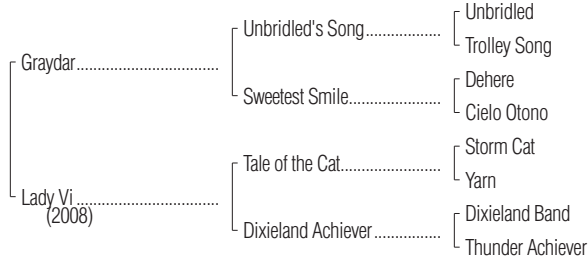 Unbridled
Unbridled's Song...................
Trolley Song
Graydar....................................
Dehere
Sweetest Smile.......................
Cielo Otono
Storm Cat
Tale of the Cat.........................
Yarn
Lady Vi ....................................
(2008)
Dixieland Band
Dixieland Achiever.................
Thunder Achiever